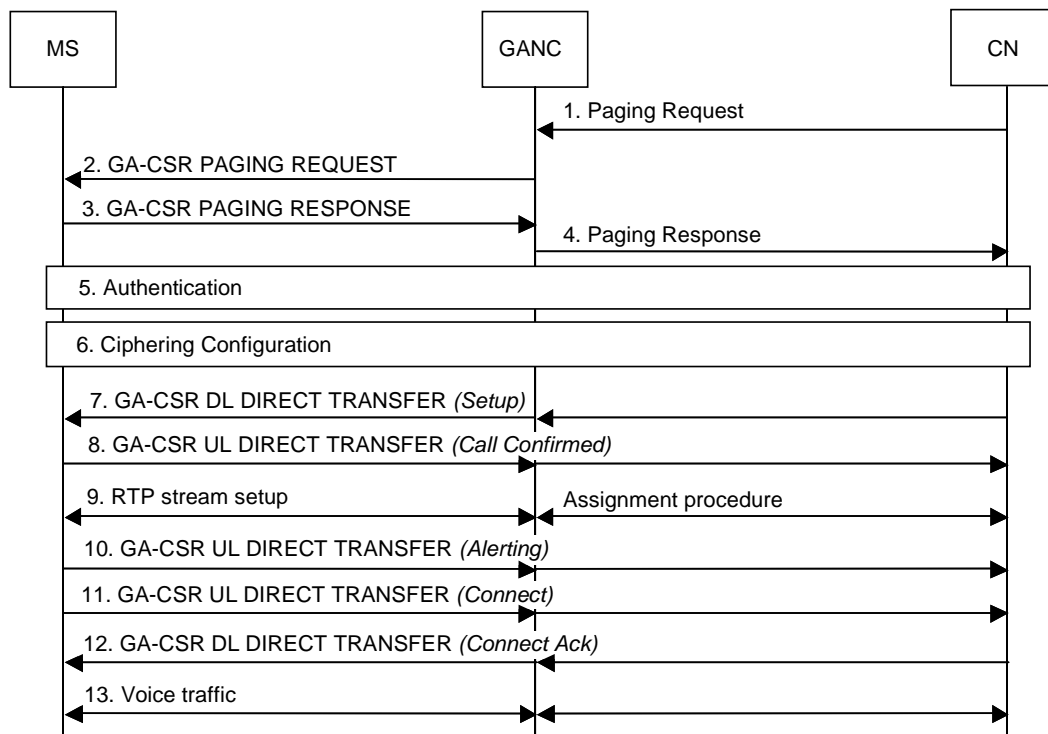 MS
GANC
CN
1. Paging Request
2. GA-CSR PAGING REQUEST
3. GA-CSR PAGING RESPONSE
4. Paging Response
5. Authentication
6. Ciphering Configuration
7. GA-CSR DL DIRECT TRANSFER (Setup)
8. GA-CSR UL DIRECT TRANSFER (Call Confirmed)
9. RTP stream setup
Assignment procedure
10. GA-CSR UL DIRECT TRANSFER (Alerting)
11. GA-CSR UL DIRECT TRANSFER (Connect)
12. GA-CSR DL DIRECT TRANSFER (Connect Ack)
13. Voice traffic